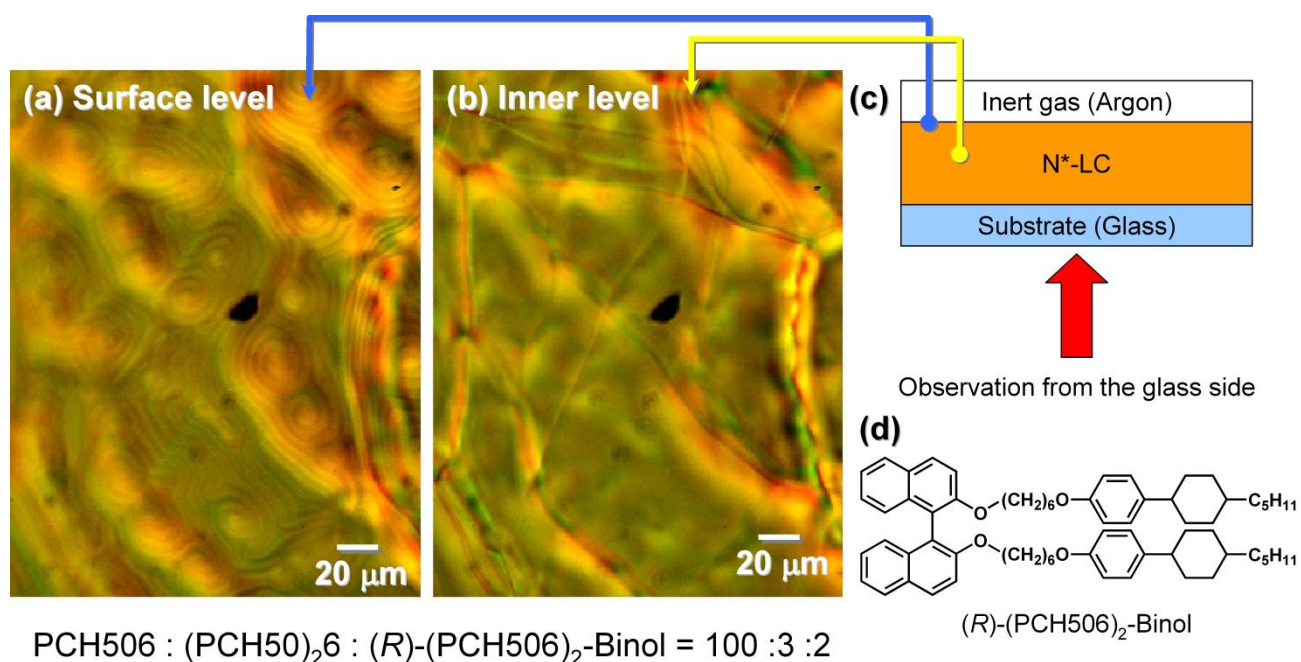 (a) Surface level
(b) Inner level
20 μm
20 μm
(c)
Inert gas (Argon)
N*-LC
Substrate (Glass)
Observation from the glass side
(d)
O (CH₂)₆O C₅H₁₁
O (CH₂)₆O C₅H₁₁
(R)-(PCH506)₂-Binol
PCH506 : (PCH50)₂6 : (R)-(PCH506)₂-Binol = 100 :3 :2